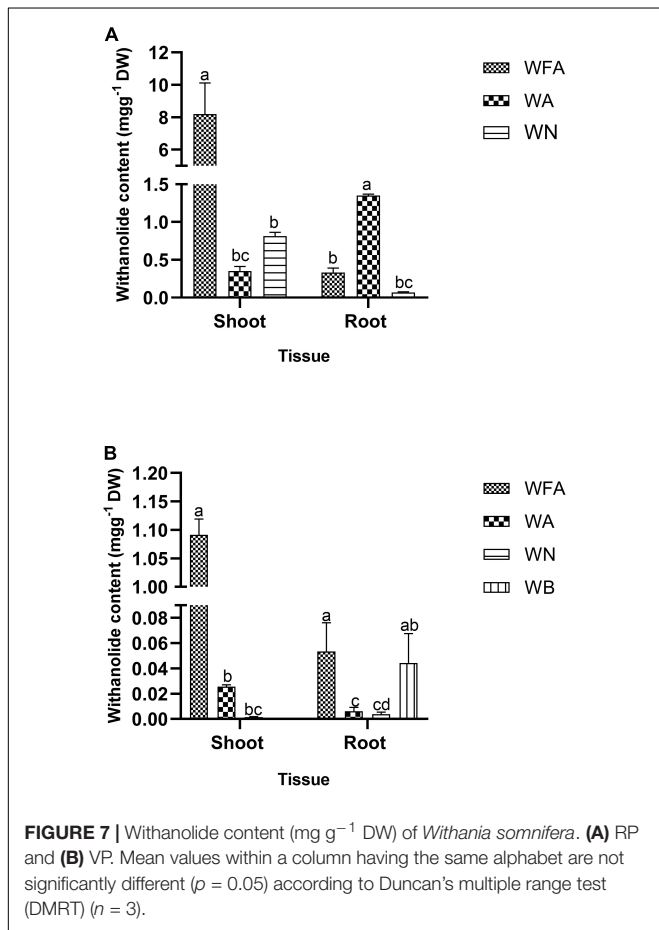 A
Withanolide content (mgg⁻¹ DW)
12
10
8
6
1.5
1.0
0.5
0.0
a
bc
b
b
a
bc
Shoot Root
Tissue
WFA
WA
WN
B
Withanolide content (mgg⁻¹ DW)
1.20
1.15
1.10
1.05
1.00
0.08
0.06
0.04
0.02
0.00
a
b
bc
a
c
cd
ab
Shoot Root
Tissue
WFA
WA
WN
WB
FIGURE 7 | Withanolide content (mg g⁻¹ DW) of Withania somnifera. (A) RP
and (B) VP. Mean values within a column having the same alphabet are not
significantly different (p = 0.05) according to Duncan's multiple range test
(DMRT) (n = 3).